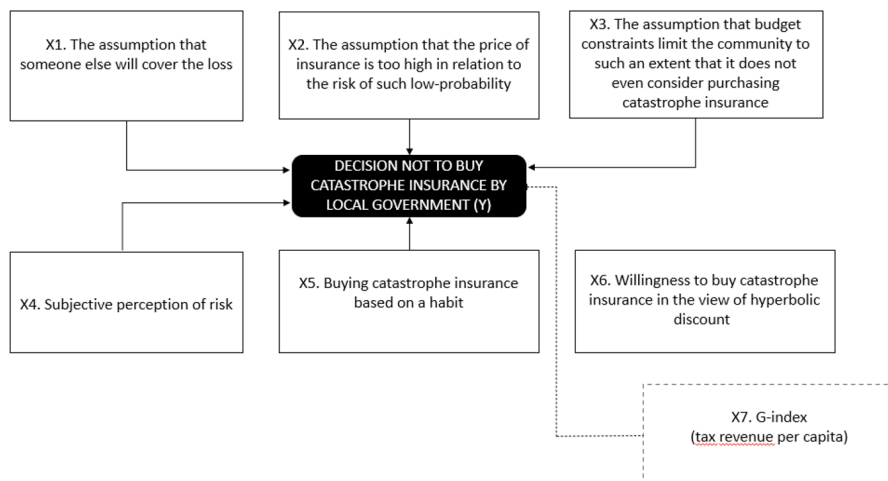 X1. The assumption that
someone else will cover the loss
X2. The assumption that the price of
insurance is too high in relation to
the risk of such low-probability
X3. The assumption that budget
constraints limit the community to
such an extent that it does not
even consider purchasing
catastrophe insurance
DECISION NOT TO BUY
CATASTROPHE INSURANCE BY
LOCAL GOVERNMENT (Y)
X4. Subjective perception of risk
X5. Buying catastrophe insurance
based on a habit
X6. Willingness to buy catastrophe
insurance in the view of hyperbolic
discount
X7. G-index
(tax revenue per capita)